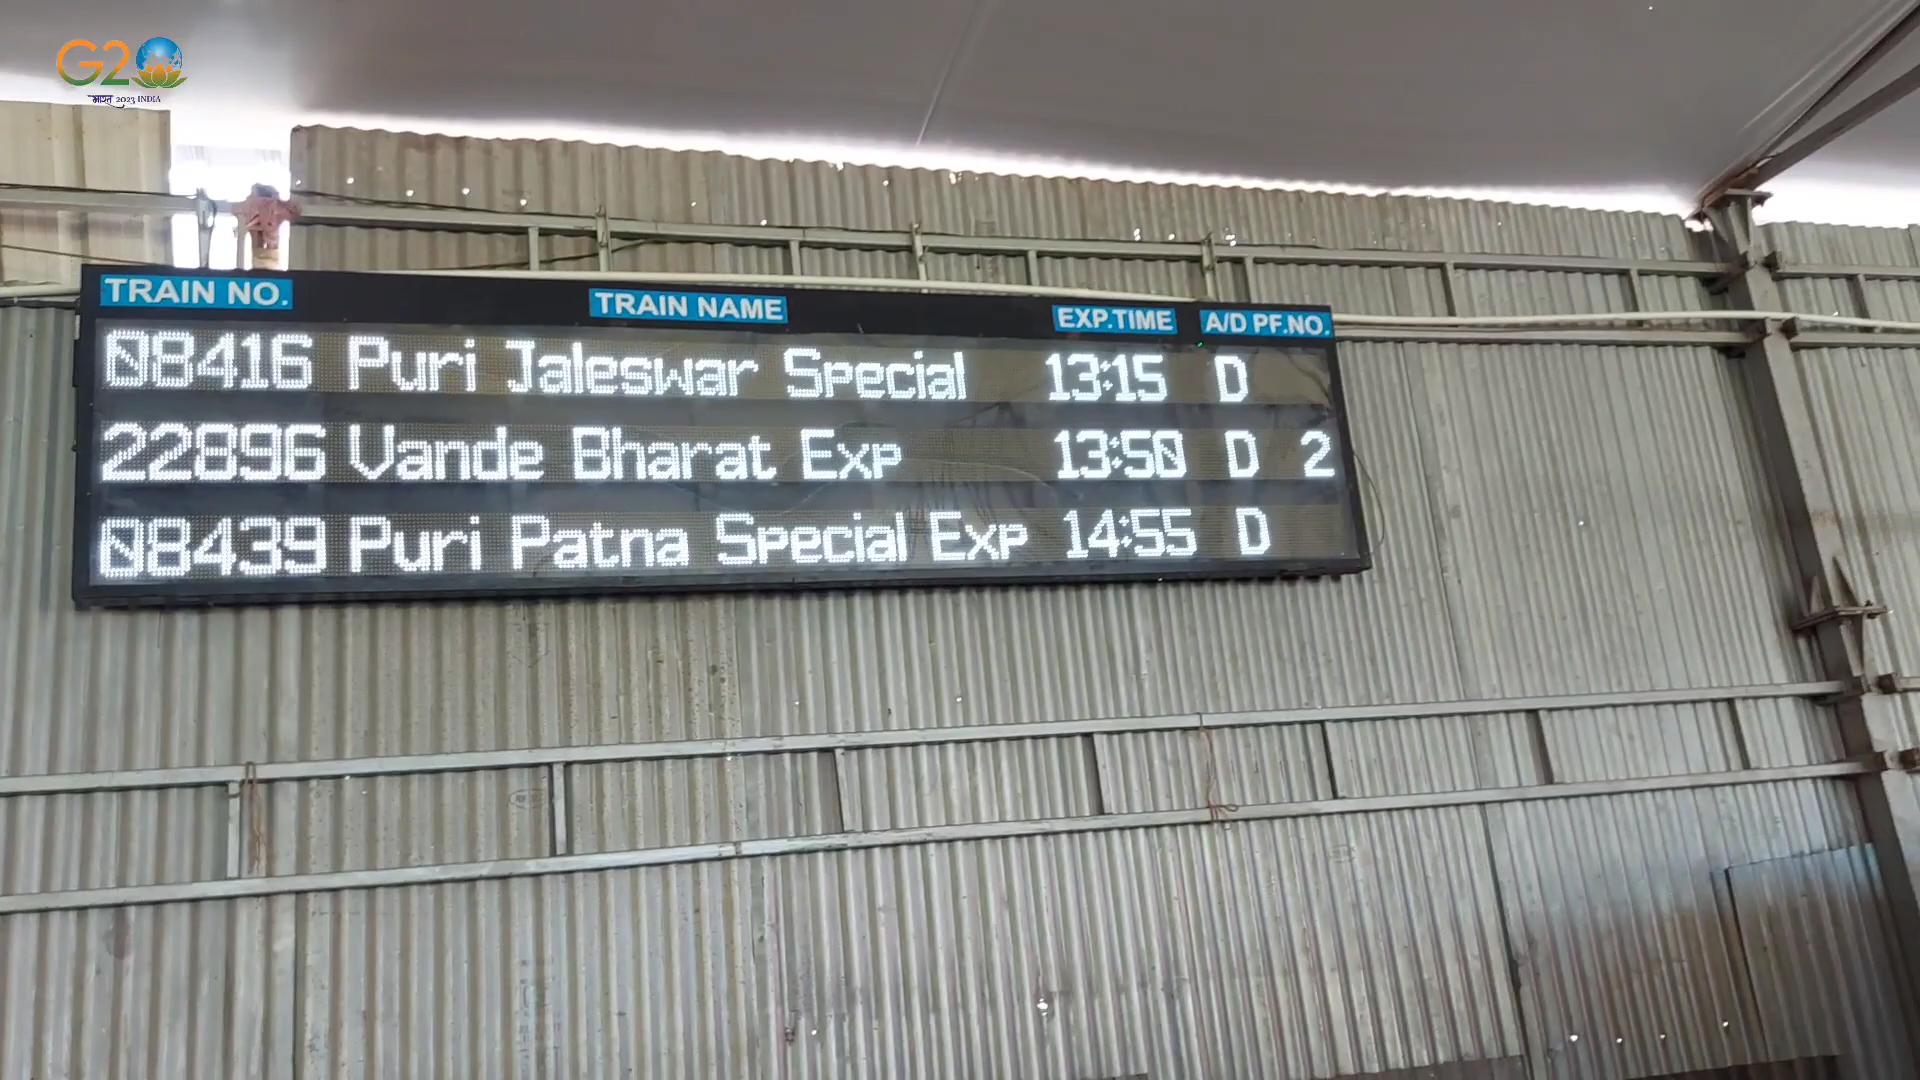 G20
भारत 2023 INDIA
TRAIN NO. TRAIN NAME EXP.TIME A/D PF.NO.
08416 Puri Jaleswar Special 13:15 D
22896 Vande Bharat Exp 13:50 D 2
08439 Puri Patna Special Exp 14:55 D